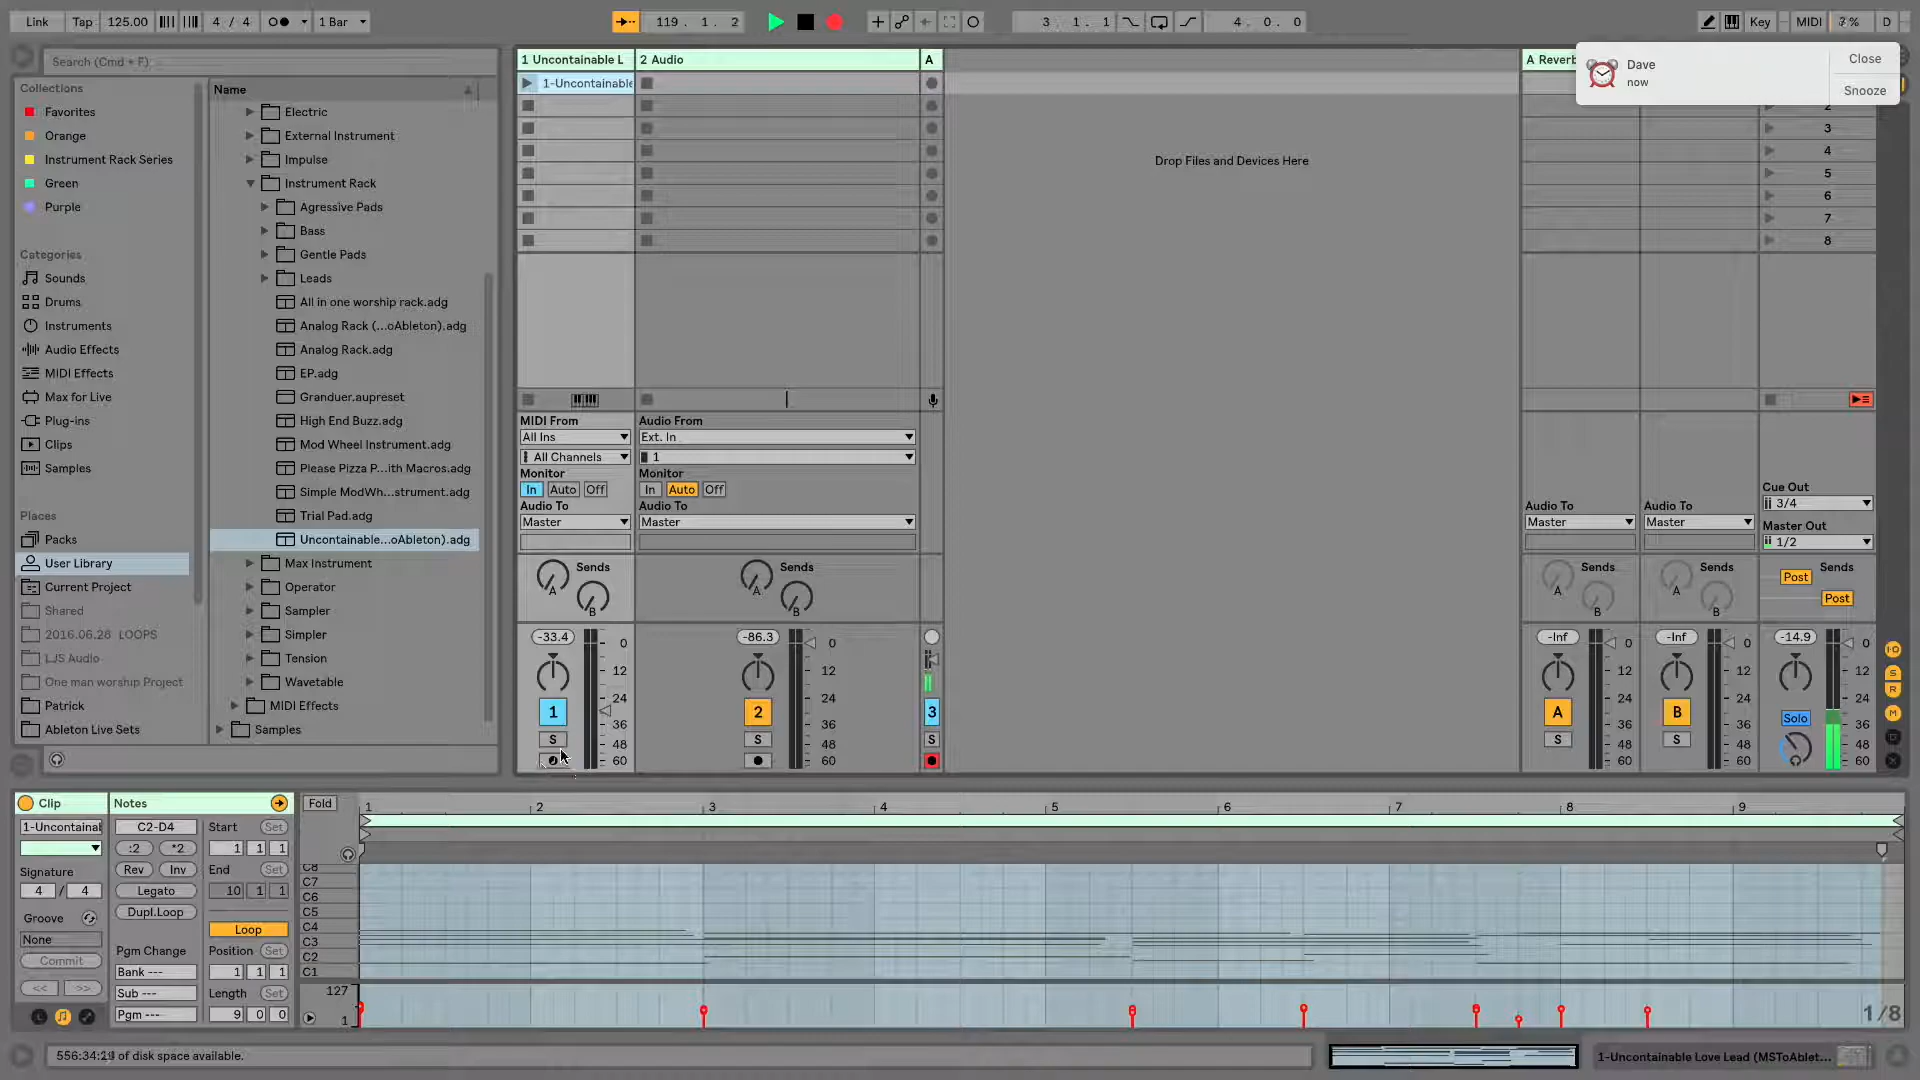 Link Tap 125.00 4 / 4 1 Bar 119 . 1 . 2 3 . 1 . 1 4 . 0 . 0 Key MIDI D
Search (Cmd + F)
Dave
now
Close
Snooze
Collections
Favorites
Orange
Instrument Rack Series
Green
Purple
Categories
Sounds
Drums
Instruments
Audio Effects
MIDI Effects
Max for Live
Plug-ins
Clips
Samples
Places
Packs
User Library
Current Project
Shared
2016.06.28 LOOPS
LJS Audio
One man worship Project
Patrick
Ableton Live Sets
Name
Electric
External Instrument
Impulse
Instrument Rack
Agressive Pads
Bass
Gentle Pads
Leads
All in one worship rack.adg
Analog Rack (...oAbleton).adg
Analog Rack.adg
EP.adg
Granduer.aupreset
High End Buzz.adg
Mod Wheel Instrument.adg
Please Pizza P...ith Macros.adg
Simple ModWh...strument.adg
Trial Pad.adg
Uncontainable...oAbleton).adg
Max Instrument
Operator
Sampler
Simpler
Tension
Wavetable
MIDI Effects
Samples
1 Uncontainable L 2 Audio A A Reverb
1-Uncontainable
2
3
4
5
6
7
8
Drop Files and Devices Here
MIDI From Audio From
All Ins Ext. In
All Channels 1
Monitor Monitor
In Auto Off In Auto Off
Audio To Audio To Audio To Audio To
Master Master Master Master
Cue Out
3/4
Master Out
1/2
Sends Sends Sends Sends Sends
A B A B A B A B Post Post
-33.4 -86.3 -Inf -Inf -14.9
0 0 0 0 0
12 12 12 12 12
24 24 24 24 24
36 36 36 36 36
48 48 48 48 48
60 60 60 60 60
1 2 3 A B Solo
S S S S S
I·O
S
R
M
Clip Notes Fold 1 2 3 4 5 6 7 8 9
1-Uncontainal C2-D4 Start Set
:2 *2 1 1 1
Signature Rev Inv End Set
4 / 4 Legato 10 1 1
Groove Dupl.Loop Loop
None Pgm Change Position Set
Commit Bank --- 1 1 1
<< >> Sub --- Length Set
Pgm --- 9 0 0
C8
C7
C6
C5
C4
C3
C2
C1
127
1
1/8
of disk space available.
1-Uncontainable Love Lead (MSToAblet...